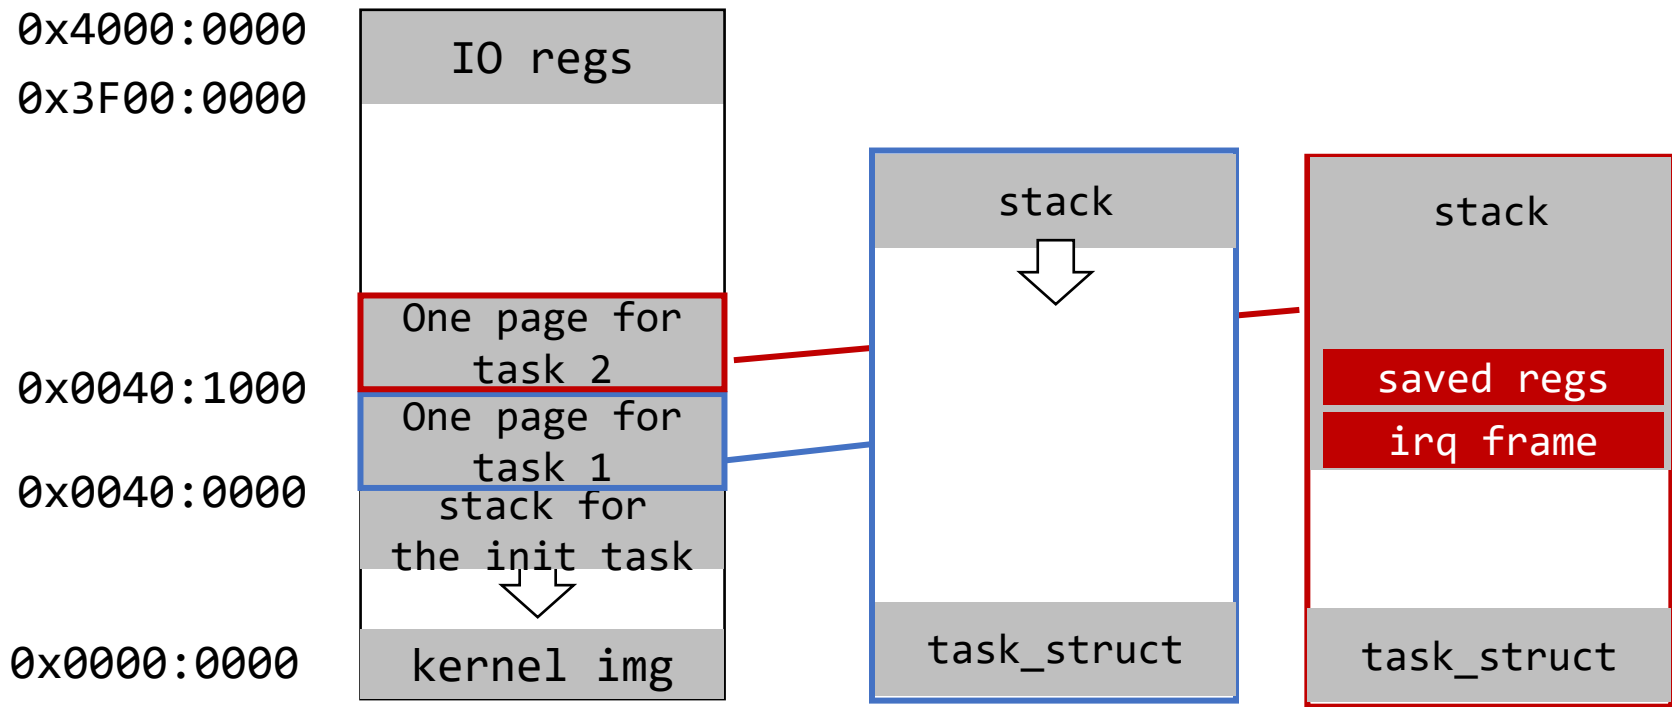 0x4000:0000
IO regs
0x3F00:0000
One page for
task 2
0x0040:1000
One page for
task 1
0x0040:0000
stack for
the init task
0x0000:0000
kernel img
stack
task_struct
stack
saved regs
irq frame
task_struct